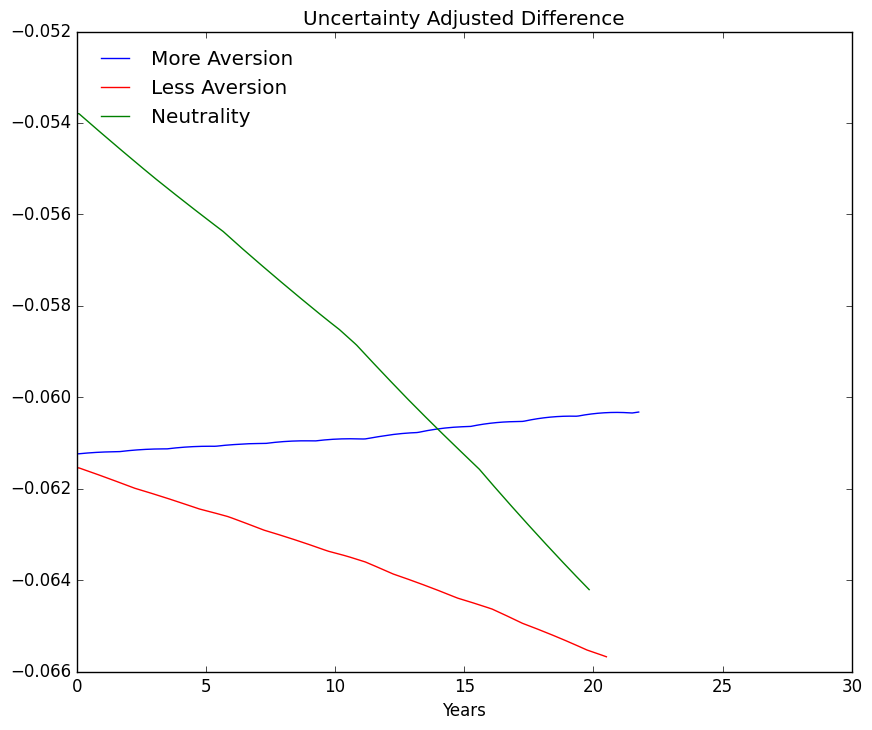 Uncertainty Adjusted Difference
−0.052
More Aversion
Less Aversion
Neutrality
−0.054
−0.056
−0.058
−0.060
−0.062
−0.064
−0.066
0 5 10 15 20 25 30
Years